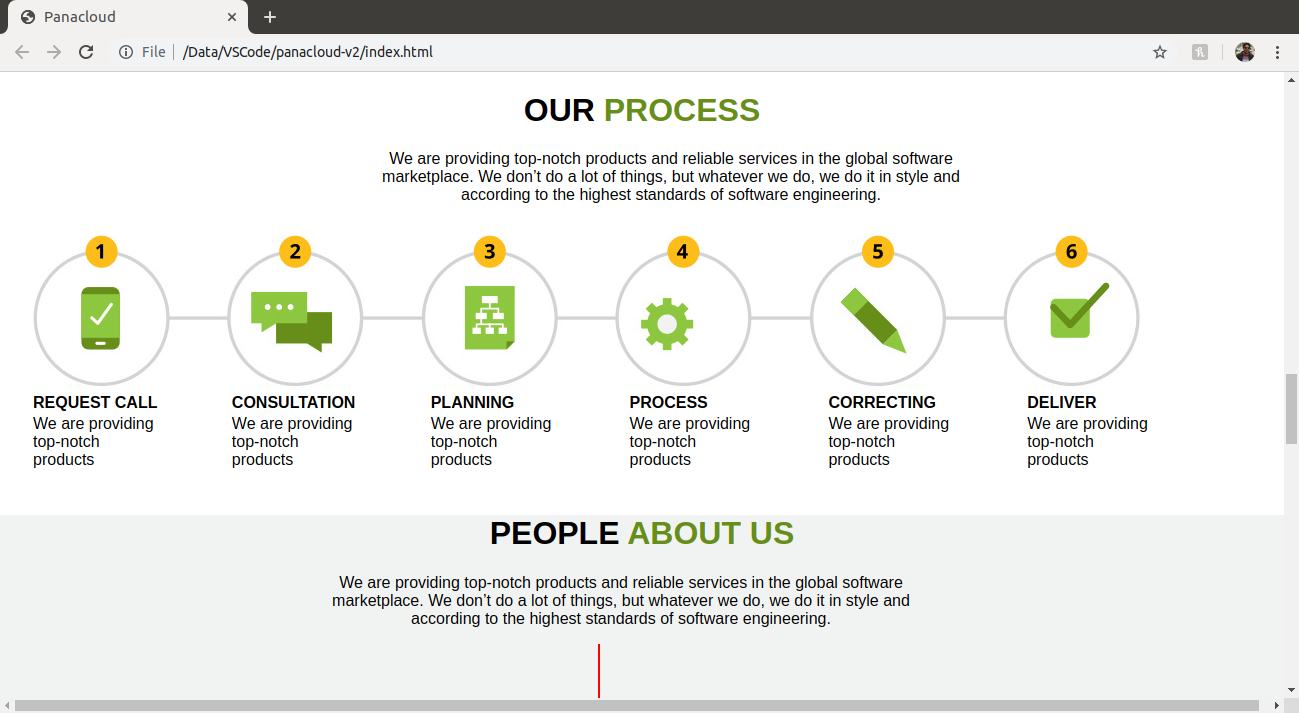 Panacloud
File /Data/VSCode/panacloud-v2/index.html
OUR PROCESS
We are providing top-notch products and reliable services in the global software
marketplace. We don’t do a lot of things, but whatever we do, we do it in style and
according to the highest standards of software engineering.
1 2 3 4 5 6
REQUEST CALL
We are providing
top-notch
products
CONSULTATION
We are providing
top-notch
products
PLANNING
We are providing
top-notch
products
PROCESS
We are providing
top-notch
products
CORRECTING
We are providing
top-notch
products
DELIVER
We are providing
top-notch
products
PEOPLE ABOUT US
We are providing top-notch products and reliable services in the global software
marketplace. We don’t do a lot of things, but whatever we do, we do it in style and
according to the highest standards of software engineering.